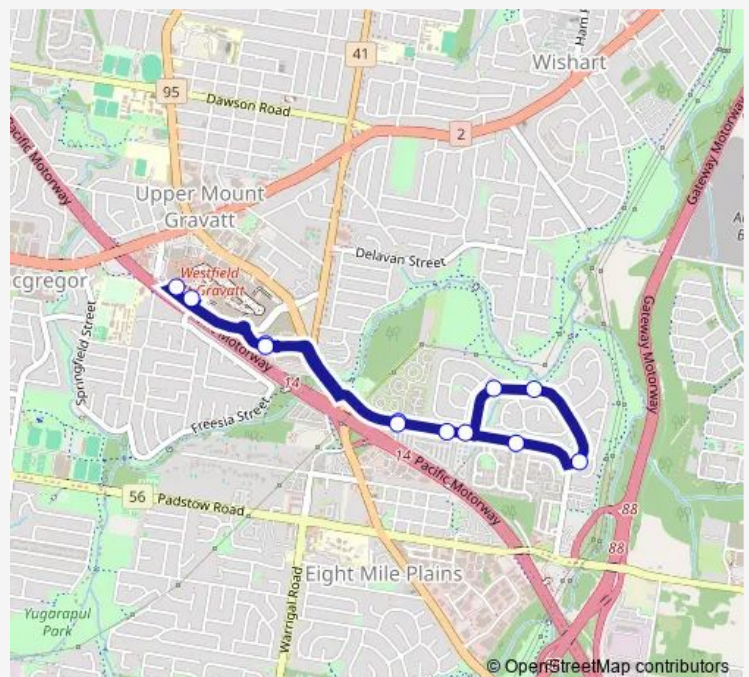 Wishart
Ham R
41
95
Dawson Road
2
Pacific Motorway
Gateway Motorway
Upper Mount
Gravatt
Delavan Street
Westfield
Gravatt
cgregor
Springfield Street
Motorway
14
Gateway Motorway
Freesia Street
14
Pacific Motorway
56
Padstow Road
88
88
Eight Mile Plains
Warrigal Road
Yugarapul
Park
© OpenStreetMap contributors